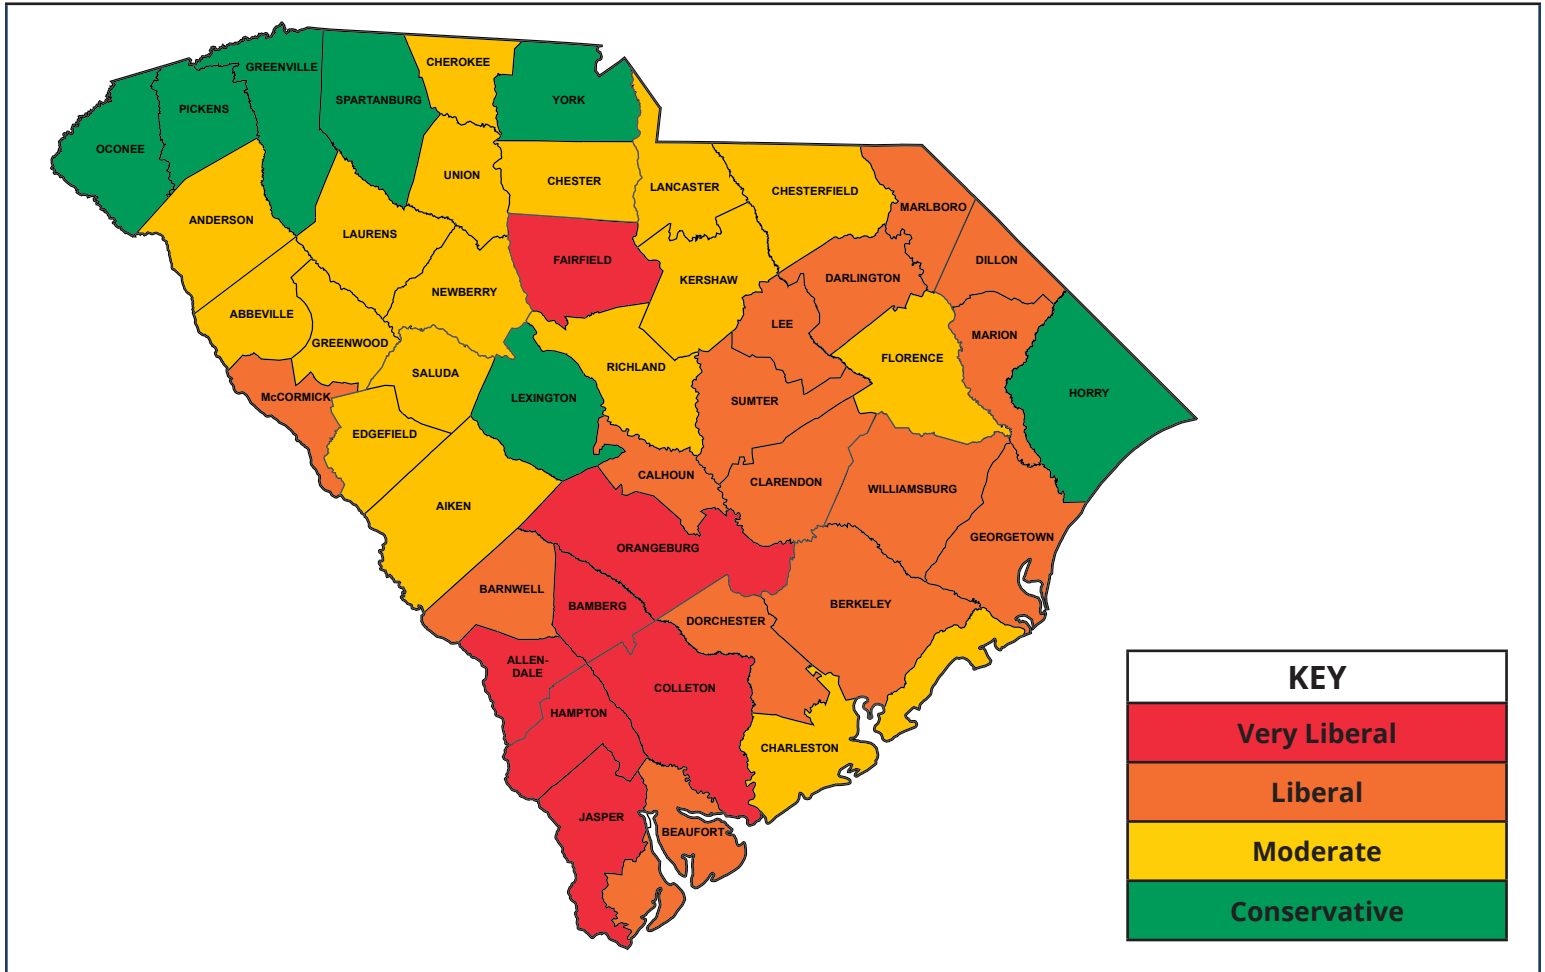 CHEROKEE
GREENVILLE
SPARTANBURG
YORK
PICKENS
OCONEE
UNION
CHESTER
LANCASTER
CHESTERFIELD
MARLBORO
ANDERSON
LAURENS
FAIRFIELD
KERSHAW
DARLINGTON
DILLON
NEWBERRY
ABBEVILLE
GREENWOOD
LEE
MARION
FLORENCE
SALUDA
RICHLAND
McCORMICK
LEXINGTON
SUMTER
HORRY
EDGEFIELD
CALHOUN
CLARENDON
WILLIAMSBURG
AIKEN
GEORGETOWN
ORANGEBURG
BARNWELL
BAMBERG
BERKELEY
DORCHESTER
ALLEN-
DALE
COLLETON
HAMPTON
CHARLESTON
JASPER
BEAUFORT
KEY
Very Liberal
Liberal
Moderate
Conservative